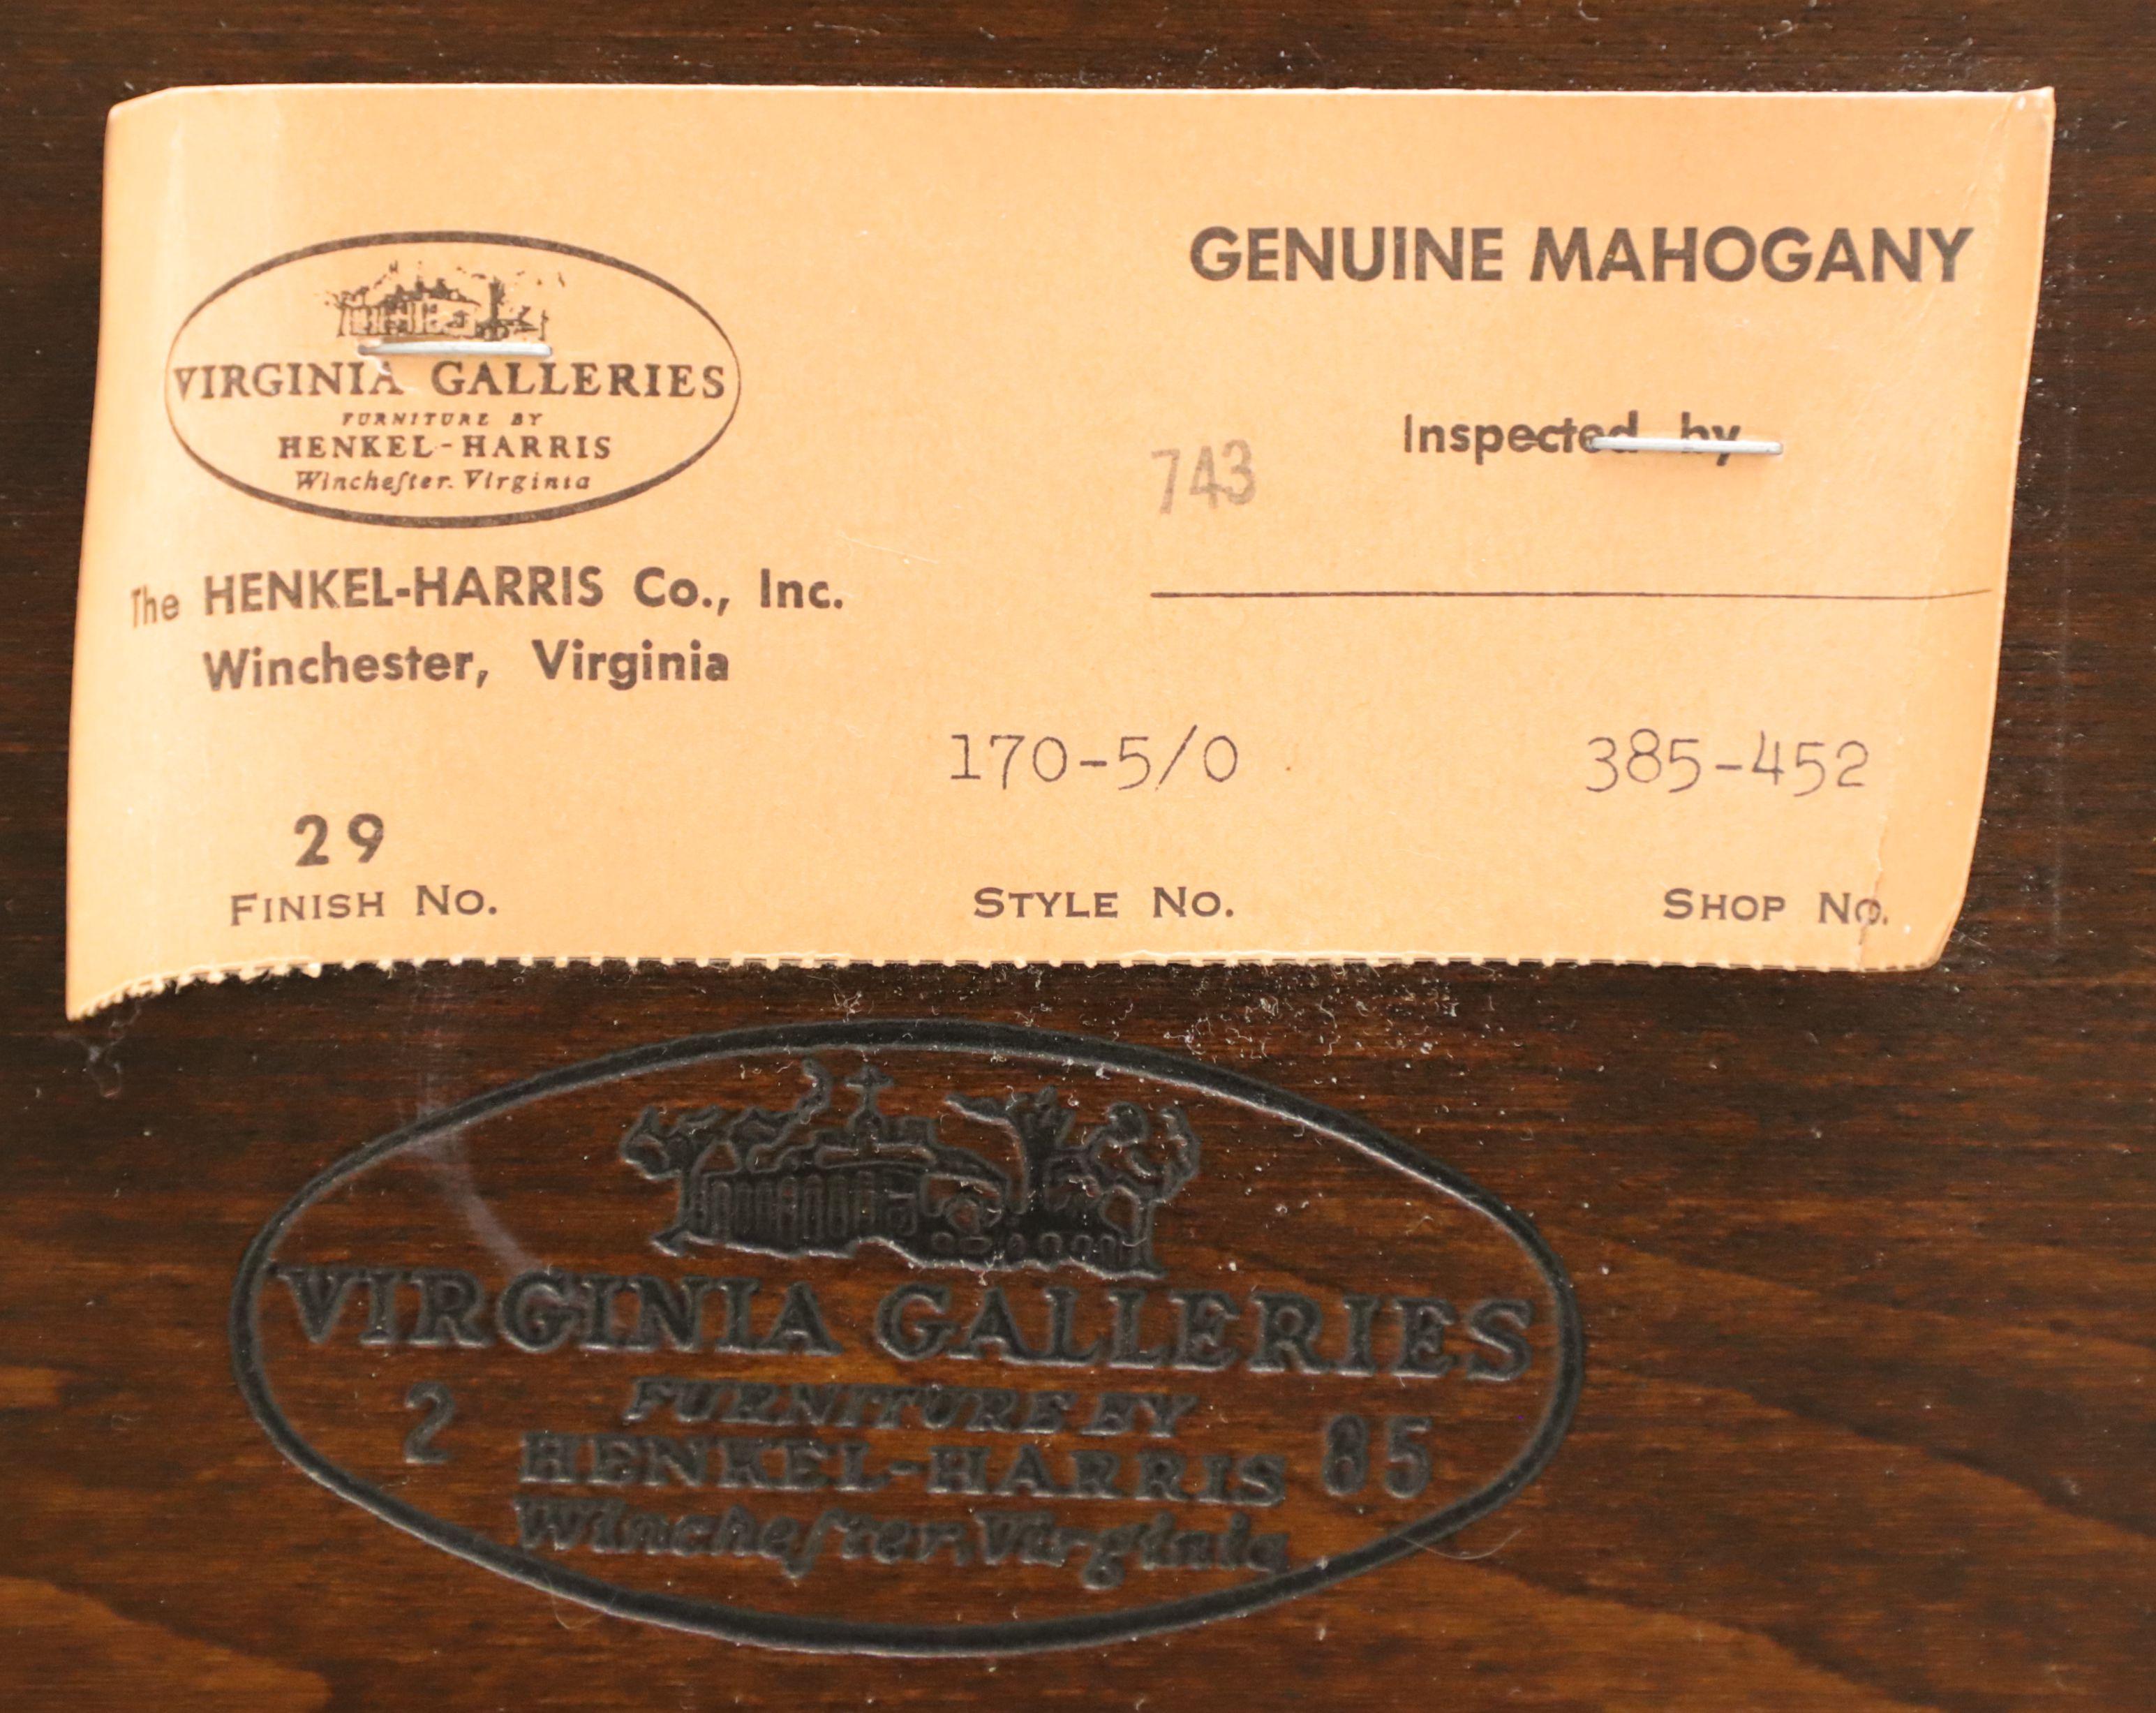 GENUINE MAHOGANY
VIRGINIA GALLERIES
FURNITURE BY
HENKEL-HARRIS
Wincheſter. Virginia
743
Inspected by
The HENKEL-HARRIS Co., Inc.
Winchester, Virginia
170-5/0
385-452
29
FINISH No.
STYLE No.
SHOP No.
VIRGINIA GALLERIES
2
FURNITURE BY
HENKEL-HARRIS
85
Wincheſter. Virginia